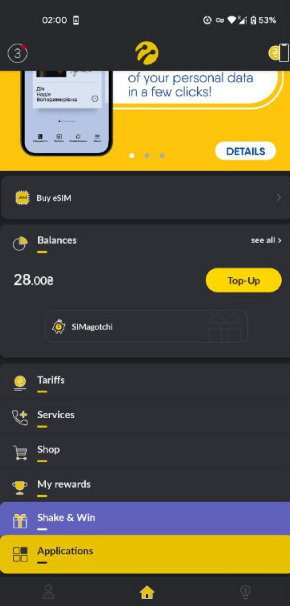 02:00
53%
3
of your personal data
in a few clicks!
Дія
Надія
Володимирівна
DETAILS
Buy eSIM
Balances
see all >
28.00₴
Top-Up
SIMagotchi
Tariffs
Services
Shop
My rewards
Shake & Win
Applications